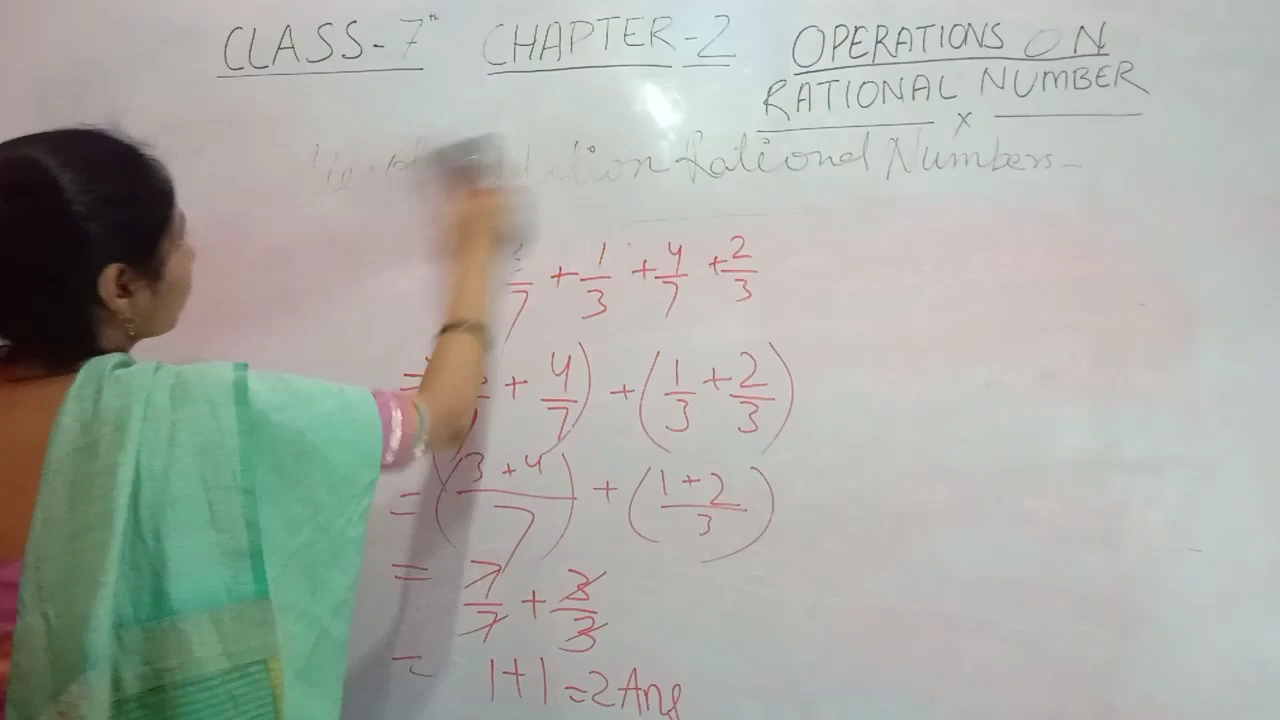 CLASS-7th CHAPTER-2 OPERATIONS ON
RATIONAL NUMBER
x
Rational Numbers-
/7 + 1/3 + 4/7 + 2/3
= + 4/7) + (1/3 + 2/3)
= (3+4/7) + (1+2/3)
= 7/7 + 3/3
= 1+1=2 Ans